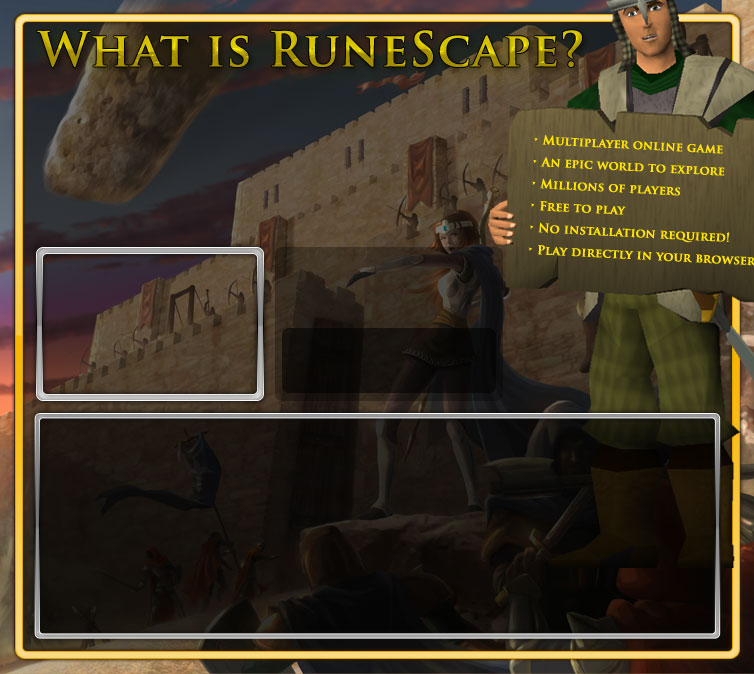 What is RuneScape?
· Multiplayer online game
· An epic world to explore
· Millions of players
· Free to play
· No installation required!
· Play directly in your browser